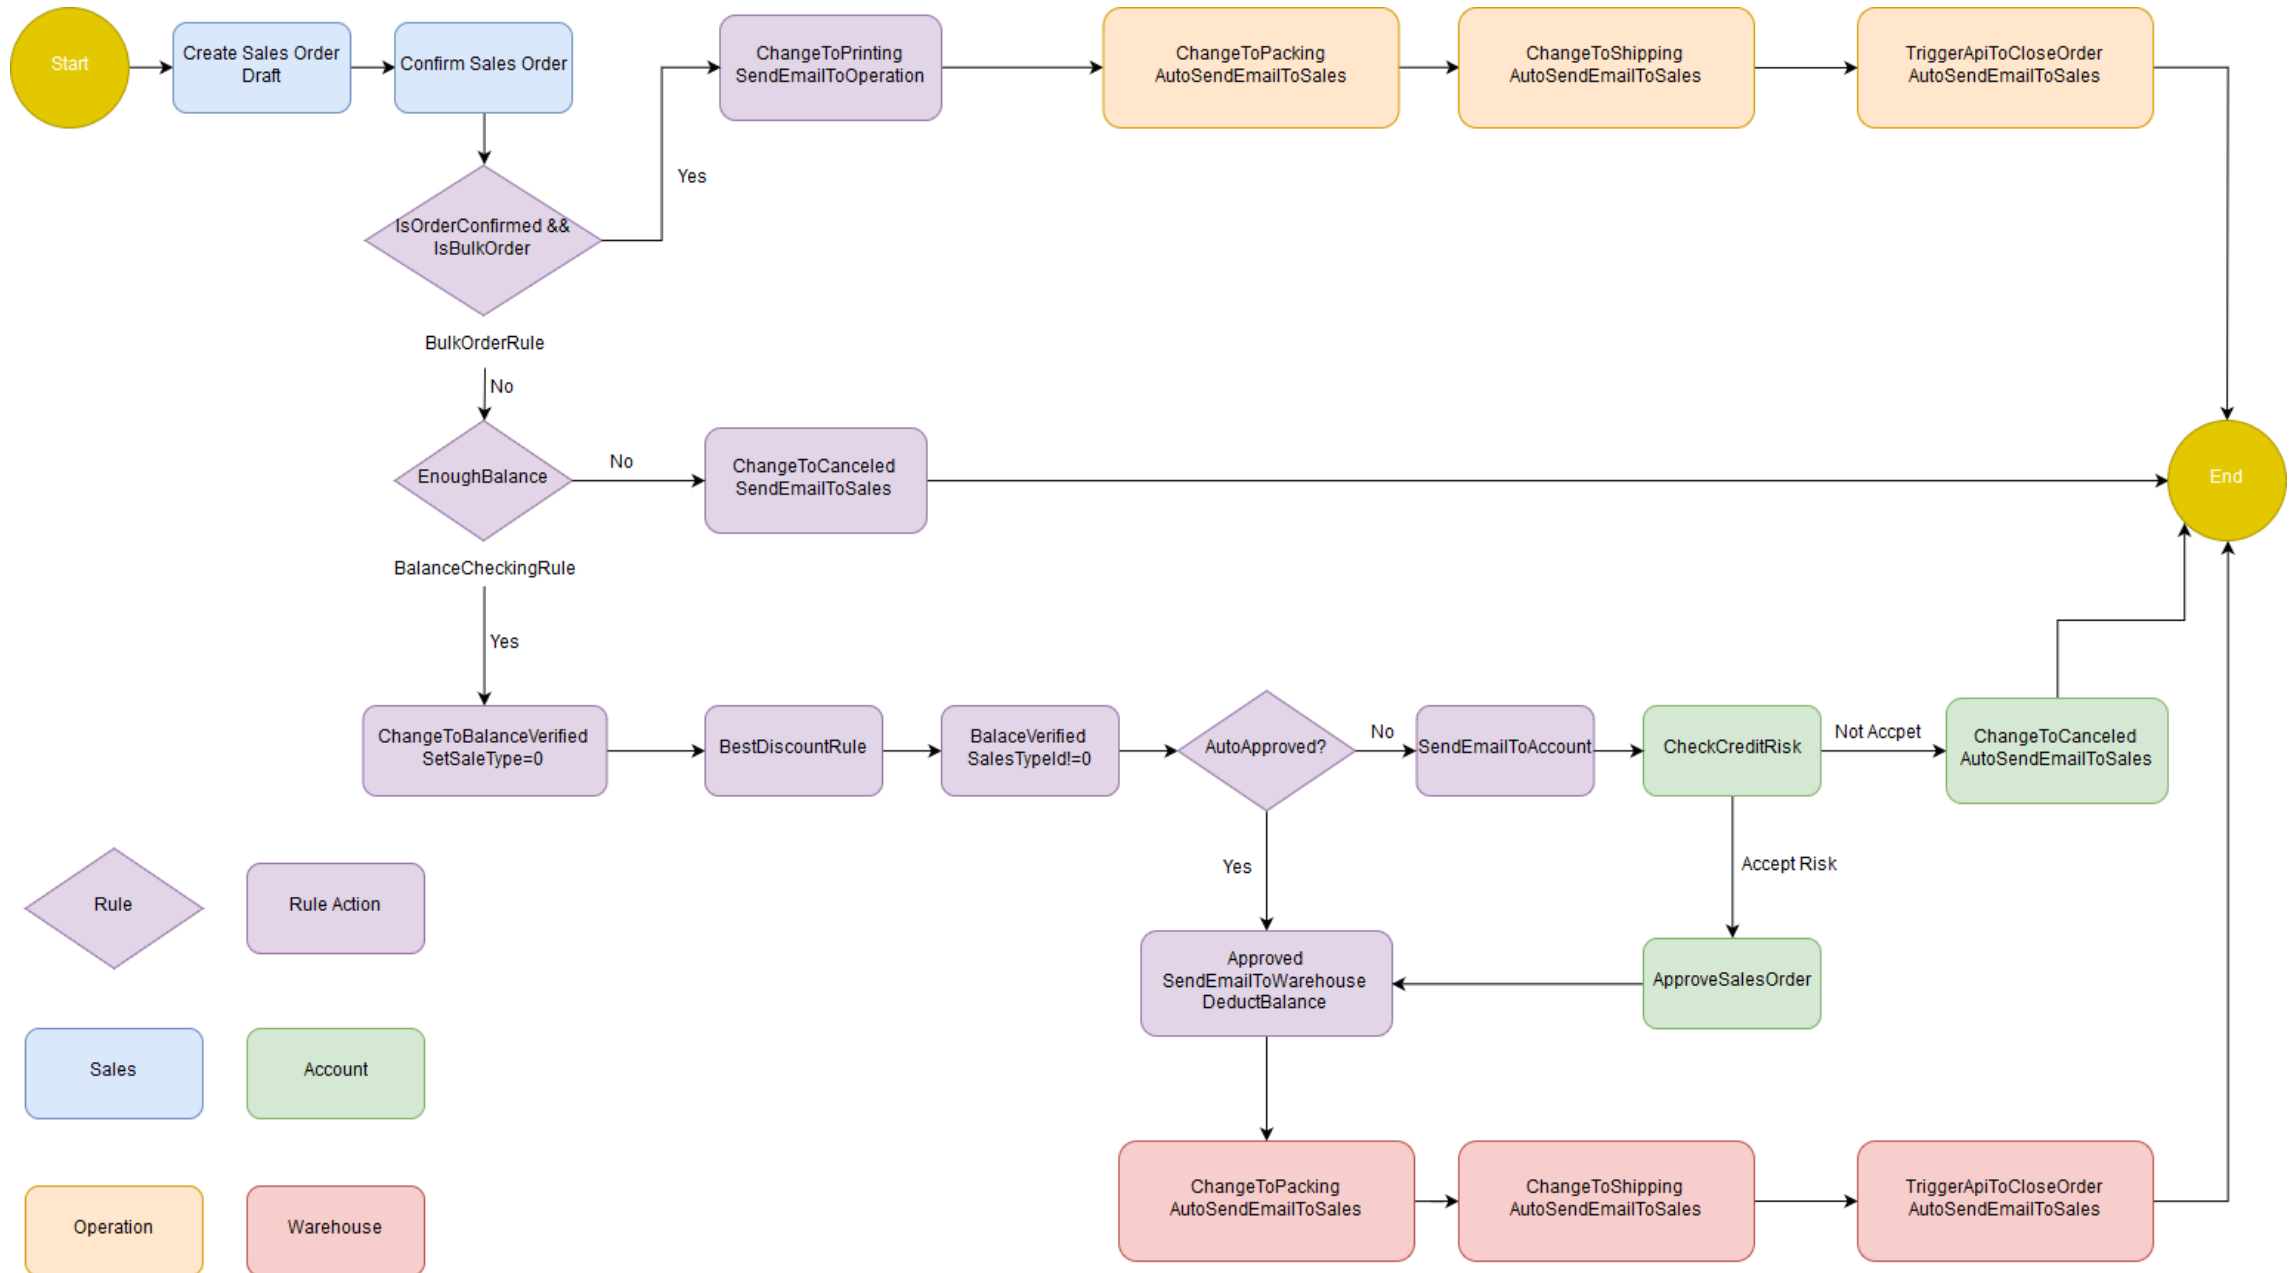 Start
Create Sales Order
Draft
Confirm Sales Order
ChangeToPrinting
SendEmailToOperation
ChangeToPacking
AutoSendEmailToSales
ChangeToShipping
AutoSendEmailToSales
TriggerApiToCloseOrder
AutoSendEmailToSales
Yes
IsOrderConfirmed &&
IsBulkOrder
BulkOrderRule
No
EnoughBalance
No
ChangeToCanceled
SendEmailToSales
End
BalanceCheckingRule
Yes
ChangeToBalanceVerified
SetSaleType=0
BestDiscountRule
BalaceVerified
SalesTypeId!=0
AutoApproved?
No
SendEmailToAccount
CheckCreditRisk
Not Accpet
ChangeToCanceled
AutoSendEmailToSales
Yes
Accept Risk
Rule
Rule Action
Approved
SendEmailToWarehouse
DeductBalance
ApproveSalesOrder
Sales
Account
ChangeToPacking
AutoSendEmailToSales
ChangeToShipping
AutoSendEmailToSales
TriggerApiToCloseOrder
AutoSendEmailToSales
Operation
Warehouse